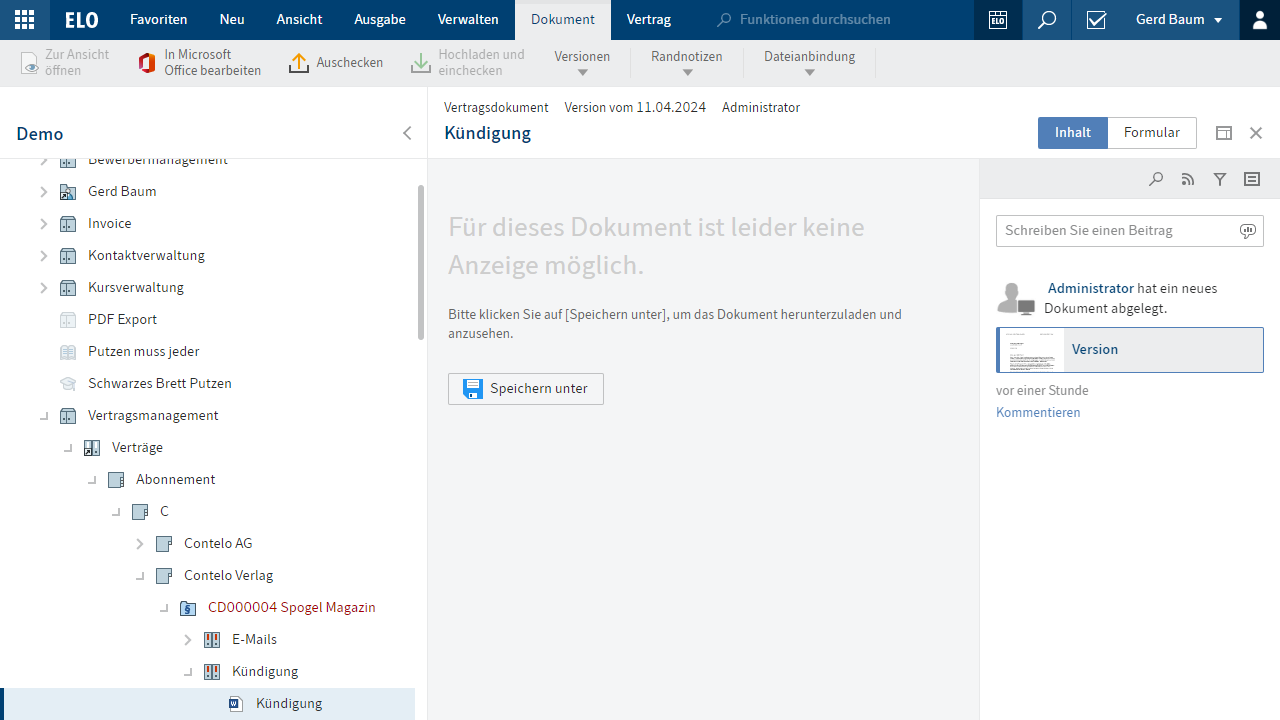 ELO
Favoriten
Neu
Ansicht
Ausgabe
Verwalten
Dokument
Vertrag
Funktionen durchsuchen
ELO
Gerd Baum
Zur Ansicht
öffnen
In Microsoft
Office bearbeiten
Auschecken
Hochladen und
einchecken
Versionen
Randnotizen
Dateianbindung
Demo
Bewerbermanagement
Gerd Baum
Invoice
Kontaktverwaltung
Kursverwaltung
PDF Export
Putzen muss jeder
Schwarzes Brett Putzen
Vertragsmanagement
Verträge
Abonnement
C
Contelo AG
Contelo Verlag
CD000004 Spogel Magazin
E-Mails
Kündigung
Kündigung
Vertragsdokument Version vom 11.04.2024 Administrator
Kündigung
Inhalt
Formular
Für dieses Dokument ist leider keine
Anzeige möglich.
Bitte klicken Sie auf [Speichern unter], um das Dokument herunterzuladen und
anzusehen.
Speichern unter
Schreiben Sie einen Beitrag
Administrator hat ein neues
Dokument abgelegt.
Version
vor einer Stunde
Kommentieren